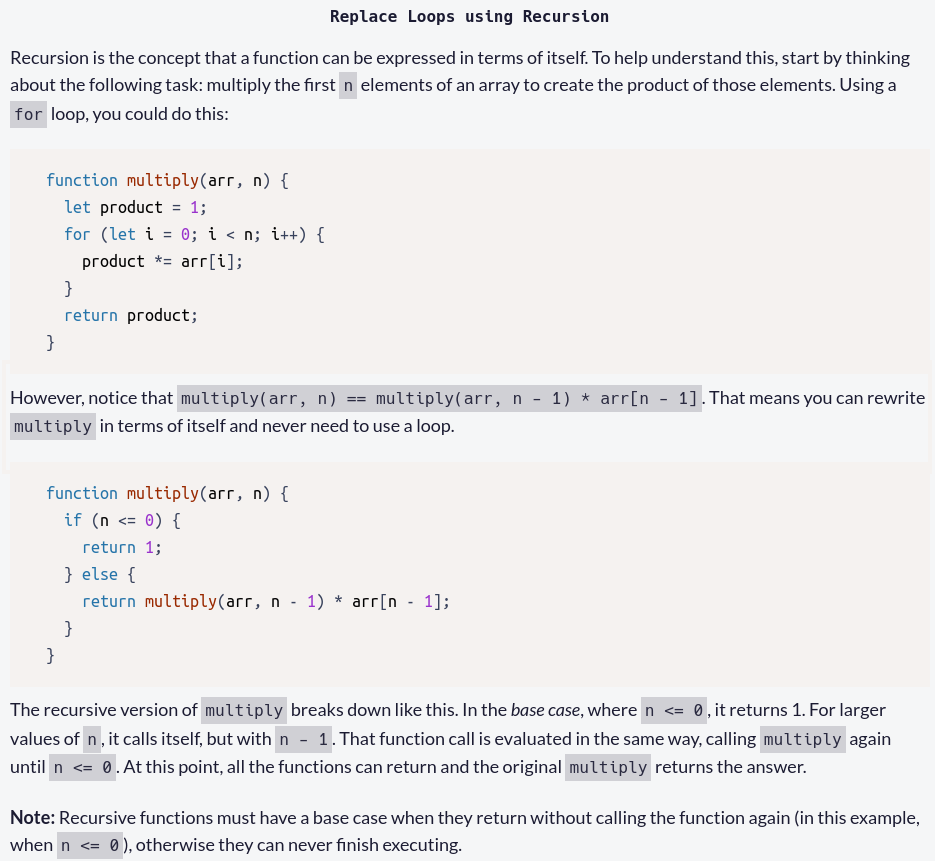 Replace Loops using Recursion
Recursion is the concept that a function can be expressed in terms of itself. To help understand this, start by thinking
about the following task: multiply the first n elements of an array to create the product of those elements. Using a
for loop, you could do this:
function multiply(arr, n) {
  let product = 1;
  for (let i = 0; i < n; i++) {
    product *= arr[i];
  }
  return product;
}
However, notice that multiply(arr, n) == multiply(arr, n - 1) * arr[n - 1]. That means you can rewrite
multiply in terms of itself and never need to use a loop.
function multiply(arr, n) {
  if (n <= 0) {
    return 1;
  } else {
    return multiply(arr, n - 1) * arr[n - 1];
  }
}
The recursive version of multiply breaks down like this. In the base case, where n <= 0, it returns 1. For larger
values of n, it calls itself, but with n - 1. That function call is evaluated in the same way, calling multiply again
until n <= 0. At this point, all the functions can return and the original multiply returns the answer.
Note: Recursive functions must have a base case when they return without calling the function again (in this example,
when n <= 0), otherwise they can never finish executing.